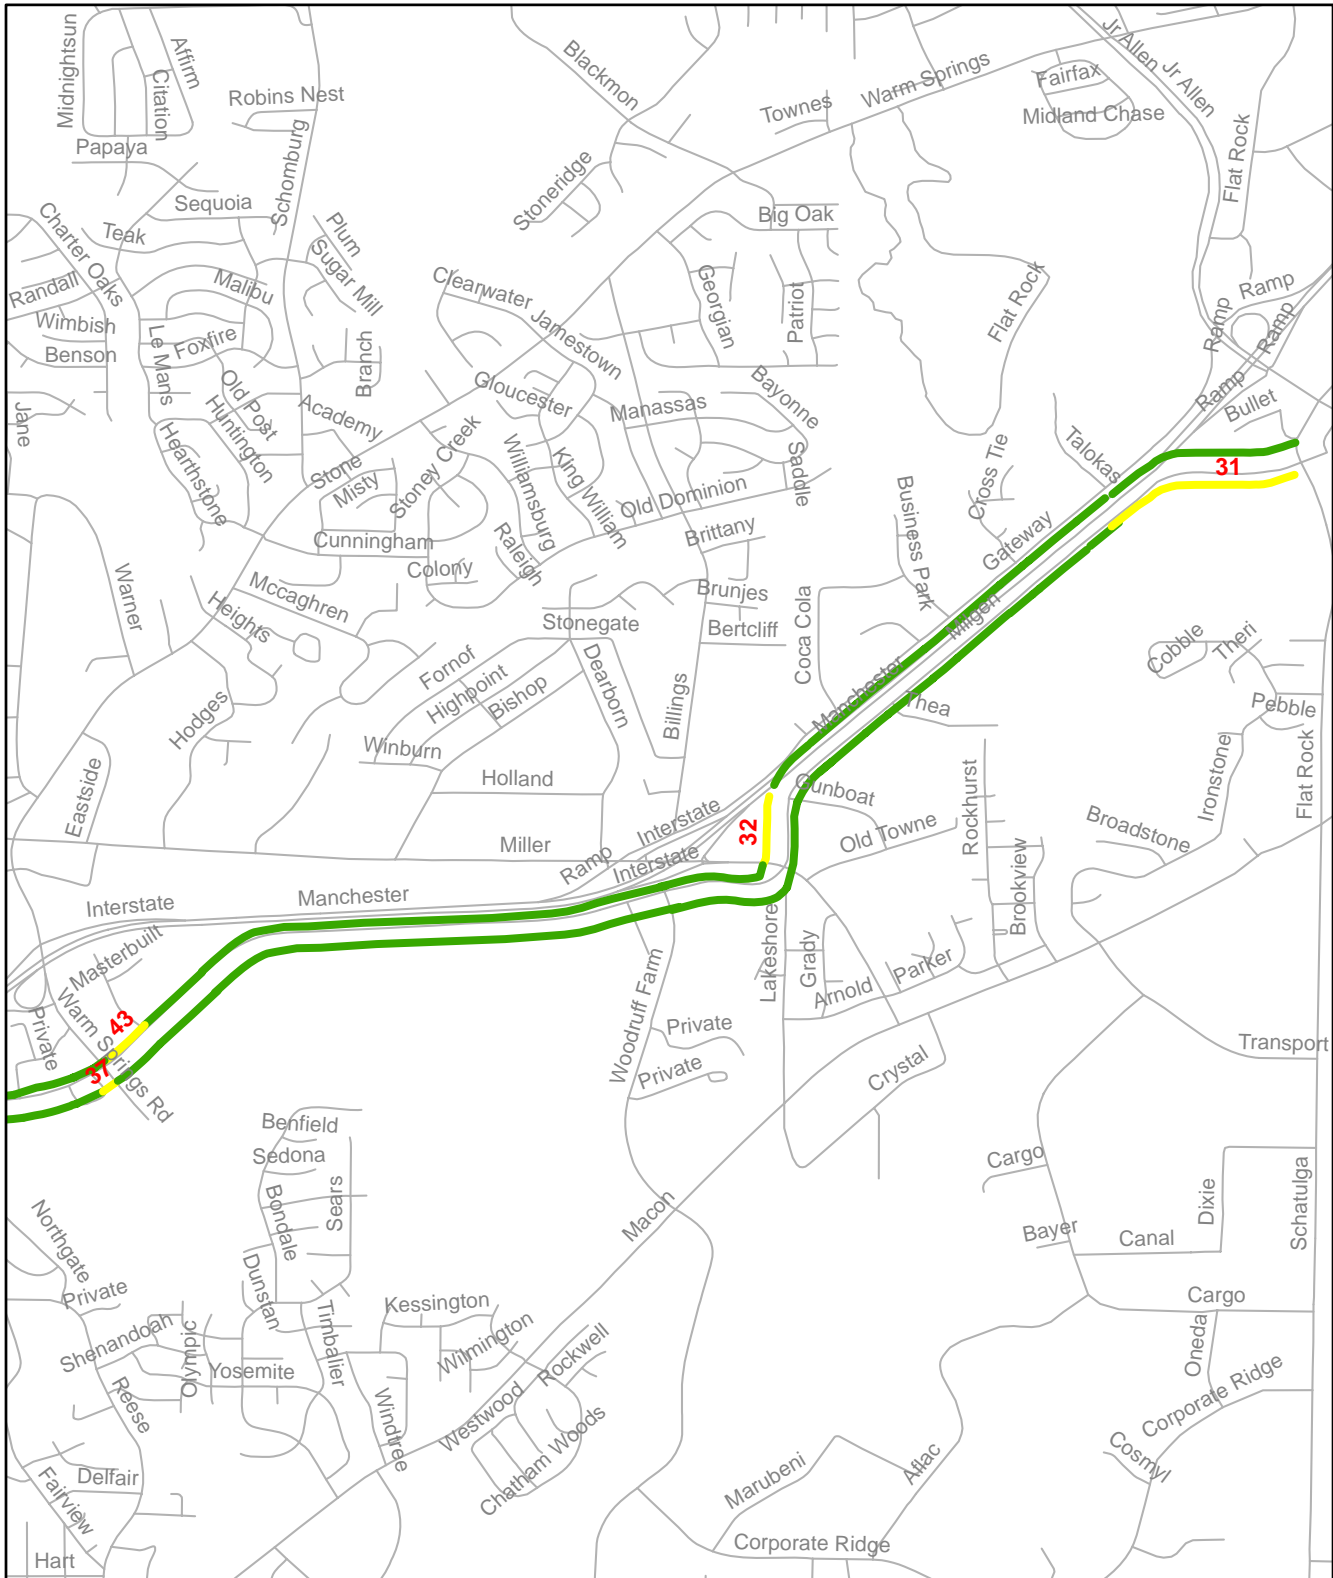 Midnightsun
Affirm
Citation
Papaya
Robins Nest
Schomburg
Blackmon
Townes
Warm Springs
Jr Allen
Jr Allen
Fairfax
Midland Chase
Flat Rock
Stoneridge
Sequoia
Teak
Charter Oaks
Plum
Sugar Mill
Big Oak
Randall
Malibu
Clearwater
Jamestown
Georgian
Patriot
Flat Rock
Ramp
Ramp
Ramp
Wimbish
Benson
Le Mans
Foxfire
Branch
Gloucester
Manassas
Bayonne
Ramp
Bullet
Jane
Old Post
Huntington
Academy
Hearthstone
Stone
Misty
Stoney Creek
Williamsburg
King William
Saddle
Old Dominion
Talokas
Cross Tie
31
Cunningham
Colony
Raleigh
Brittany
Business Park
Gateway
Warner
Mccaghren
Heights
Stonegate
Brunjes
Bertcliff
Coca Cola
Milgen
Fornof
Highpoint
Bishop
Dearborn
Billings
Manchester
Thea
Cobble
Theri
Pebble
Hodges
Winburn
Holland
Eastside
Gunboat
Rockhurst
Ironstone
Flat Rock
Interstate
32
Old Towne
Broadstone
Miller
Ramp
Interstate
Brookview
Interstate
Manchester
Masterbuilt
Woodruff Farm
Lakeshore
Grady
Arnold
Parker
Warm Springs Rd
43
37
Private
Private
Private
Crystal
Transport
Benfield
Sedona
Bondale
Sears
Cargo
Dixie
Schatulga
Northgate
Macon
Bayer
Canal
Private
Dunstan
Timbalier
Kessington
Wilmington
Cargo
Shenandoah
Olympic
Yosemite
Rockwell
Oneda
Reese
Windtree
Westwood
Chatham Woods
Corporate Ridge
Cosmyl
Delfair
Fairview
Marubeni
Aflac
Hart
Corporate Ridge